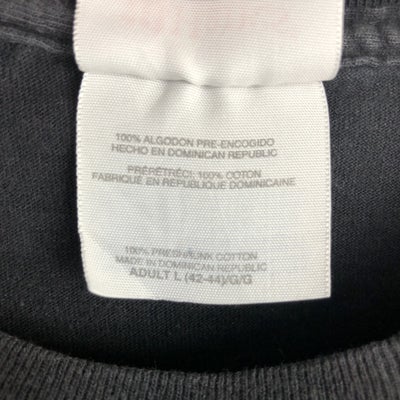 100% ALGODON PRE-ENCOGIDO
HECHO EN DOMINICAN REPUBLIC
PRÉRÉTRÉCI: 100% COTON
FABRIQUÉ EN REPUBLIQUE DOMINICAINE
100% PRESHRUNK COTTON
MADE IN DOMINICAN REPUBLIC
ADULT L (42-44)/G/G